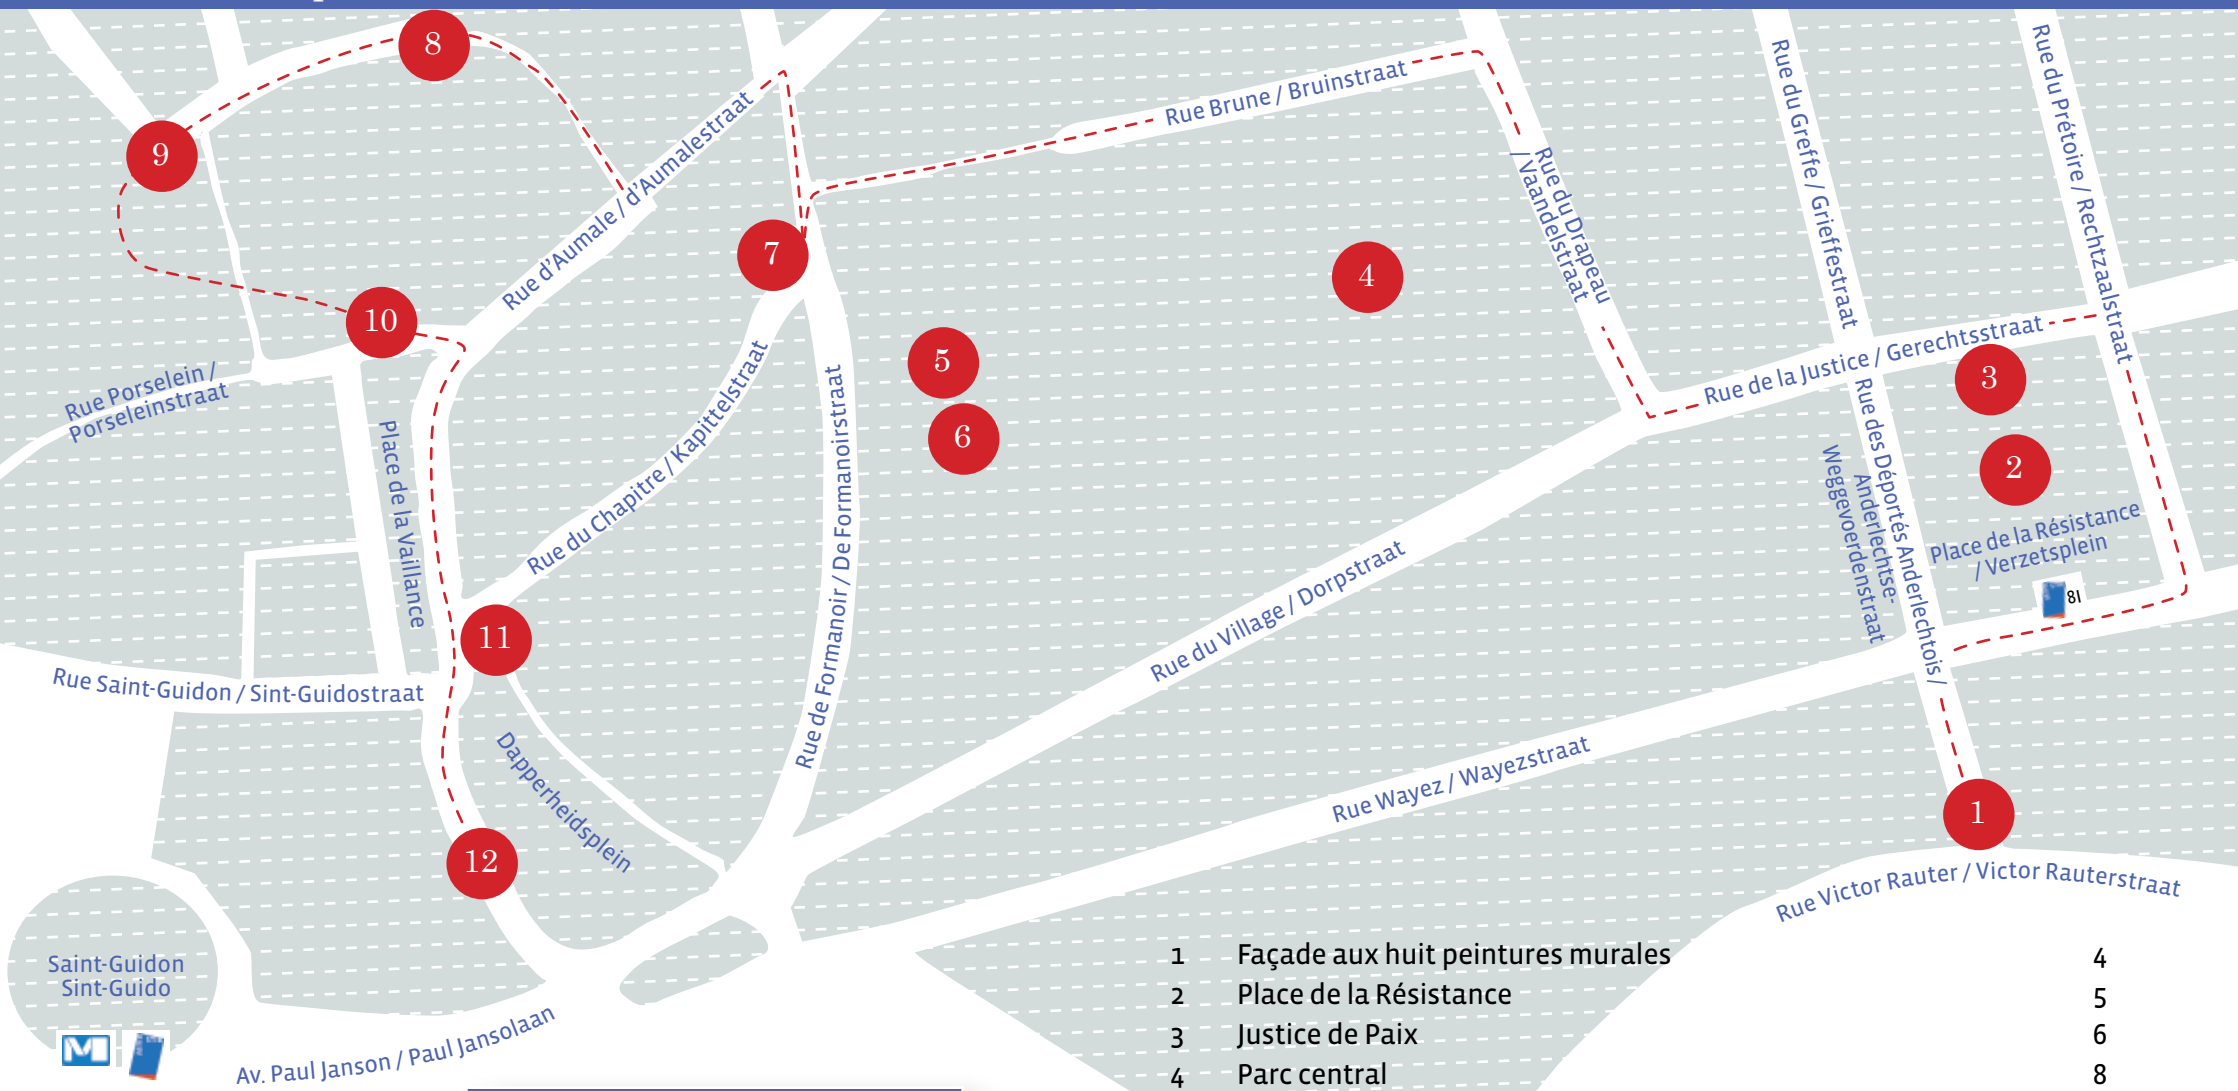 8
9
10
7
5
6
4
3
2
11
12
1
Rue d'Aumale / d'Aumalestraat
Rue Brune / Bruinstraat
Rue du Drapeau
/ Vaandelstraat
Rue du Greffe / Grieffestraat
Rue du Prétoire / Rechtzaalstraat
Rue de la Justice / Gerechtsstraat
Rue Porselein /
Porseleinstraat
Place de la Vaillance
Rue du Chapitre / Kapittelstraat
Rue de Formanoir / De Formanoirstraat
Rue des Déportés Anderlechtois /
Anderlechtse-
Weggevoerdenstraat
Place de la Résistance
/ Verzetsplein
81
Rue du Village / Dorpstraat
Rue Saint-Guidon / Sint-Guidostraat
Dapperheidsplein
Rue Wayez / Wayezstraat
Rue Victor Rauter / Victor Rauterstraat
Saint-Guidon
Sint-Guido
M
Av. Paul Janson / Paul Jansolaan
1 Façade aux huit peintures murales 4
2 Place de la Résistance 5
3 Justice de Paix 6
4 Parc central 8